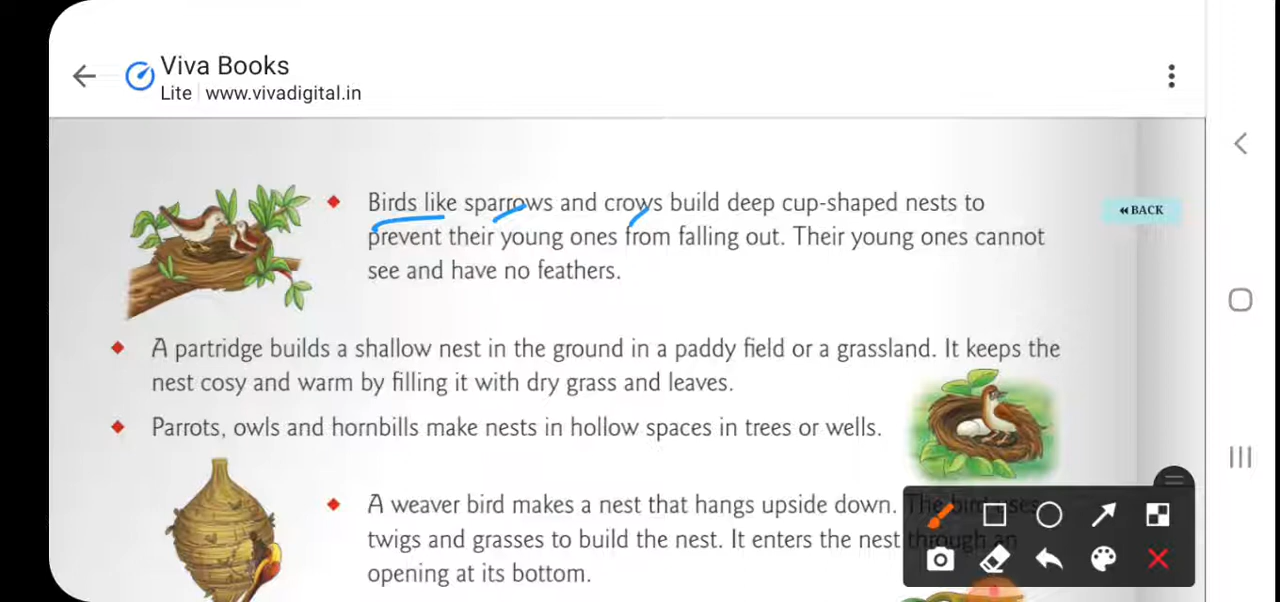 Viva Books
Lite www.vivadigital.in
Birds like sparrows and crows build deep cup-shaped nests to
prevent their young ones from falling out. Their young ones cannot
see and have no feathers.
BACK
A partridge builds a shallow nest in the ground in a paddy field or a grassland. It keeps the
nest cosy and warm by filling it with dry grass and leaves.
Parrots, owls and hornbills make nests in hollow spaces in trees or wells.
A weaver bird makes a nest that hangs upside down. The bird uses
twigs and grasses to build the nest. It enters the nest through an
opening at its bottom.